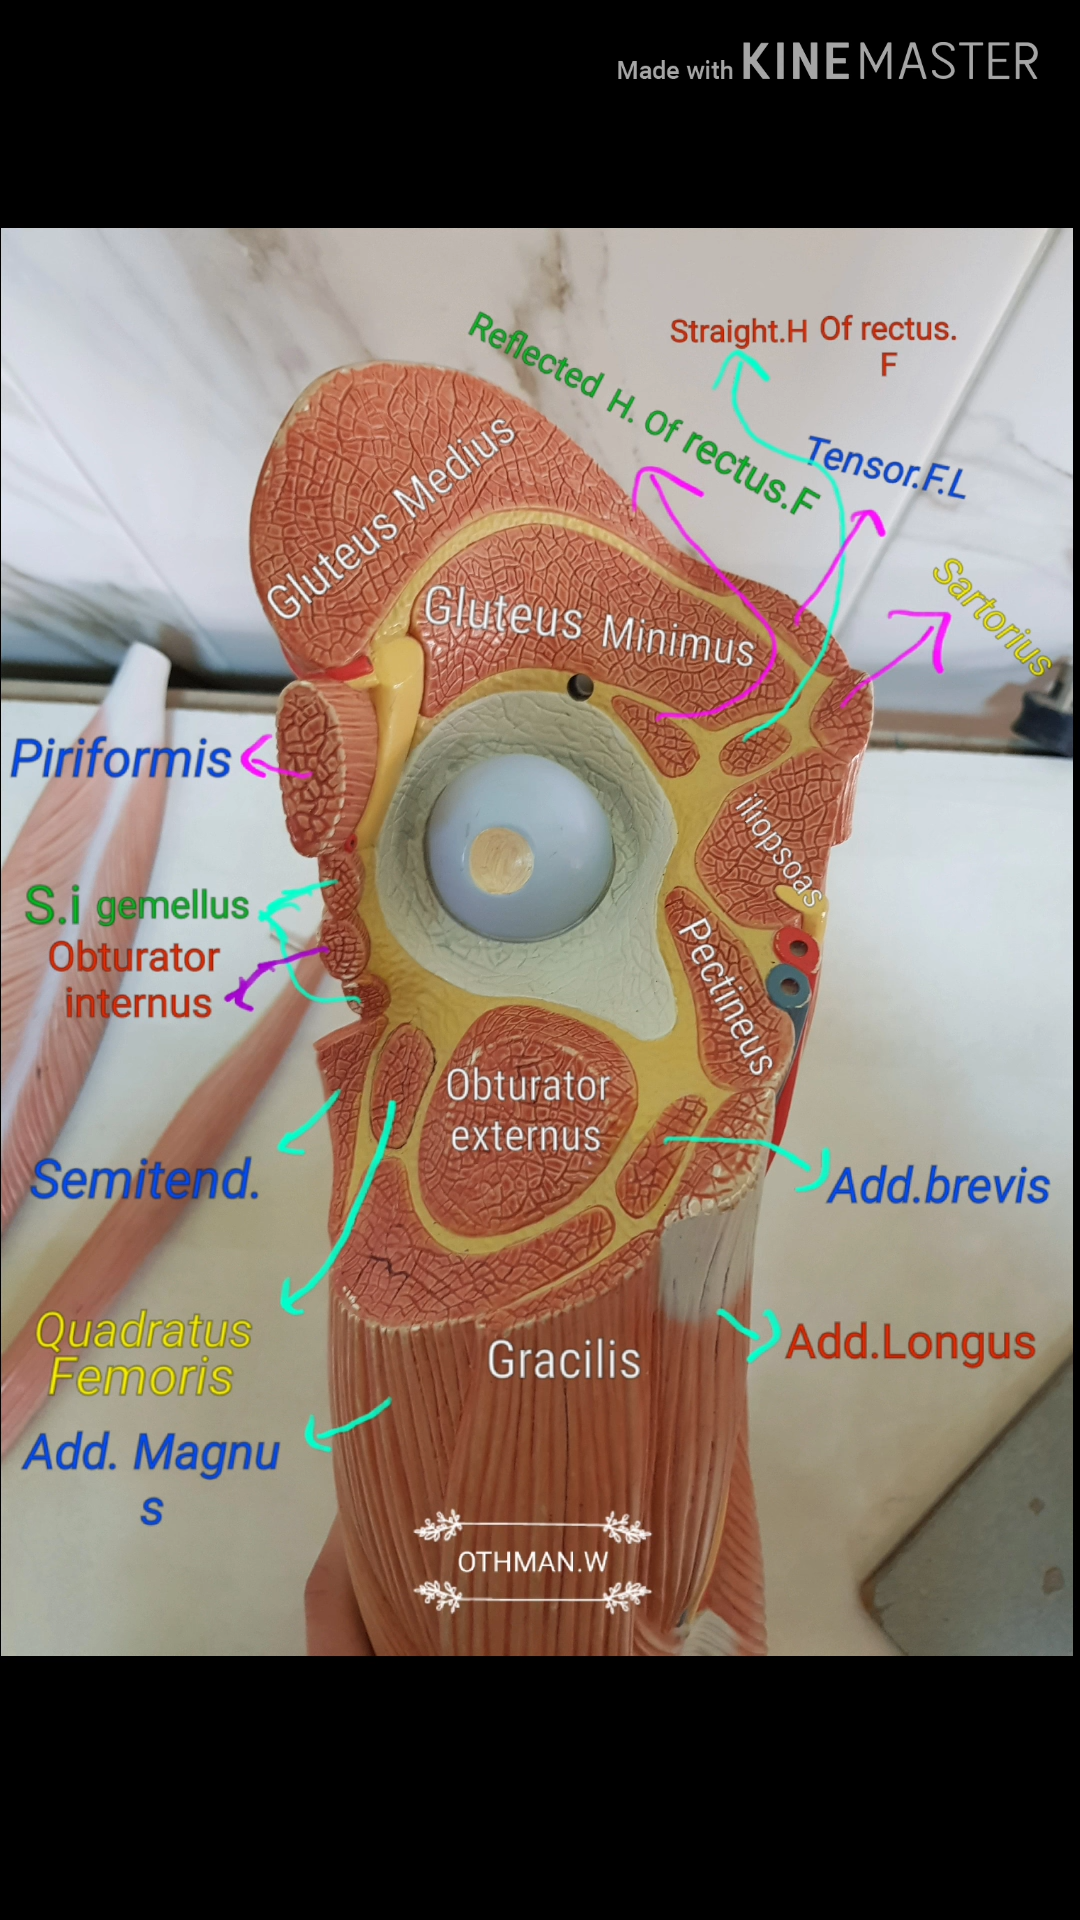 Made with KINEMASTER
Straight.H Of rectus.
F
Reflected H. Of rectus.F
Tensor.F.L
Sartorius
Gluteus Medius
Gluteus Minimus
Piriformis
iliopsoas
S.i gemellus
Obturator
internus
Pectineus
Obturator
externus
Semitend.
Add.brevis
Quadratus
Femoris
Gracilis
Add.Longus
Add. Magnu
s
OTHMAN.W